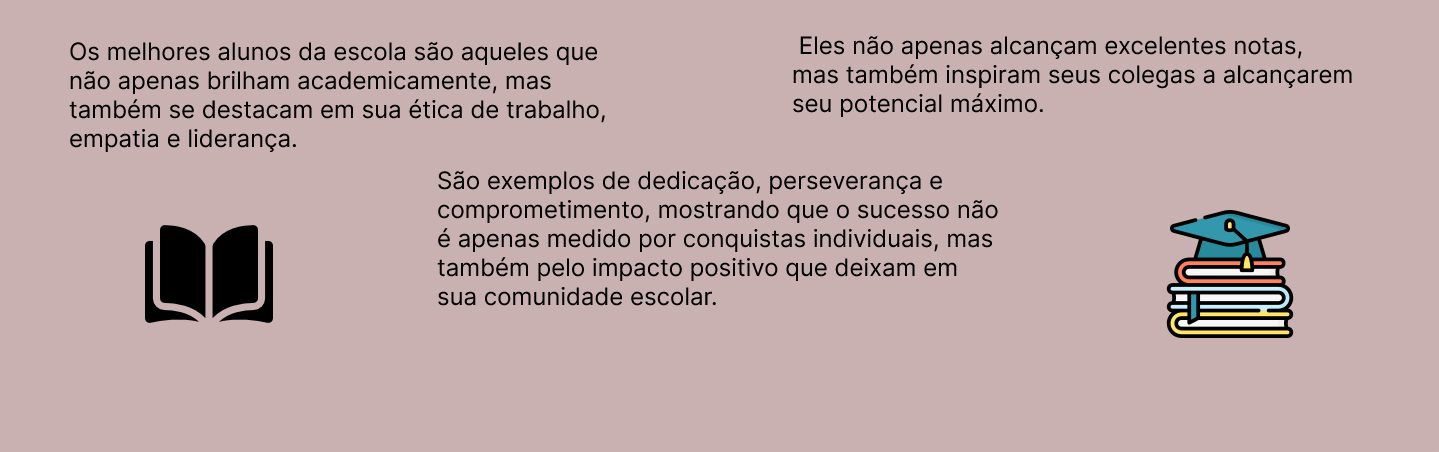 Os melhores alunos da escola são aqueles que
não apenas brilham academicamente, mas
também se destacam em sua ética de trabalho,
empatia e liderança.
Eles não apenas alcançam excelentes notas,
mas também inspiram seus colegas a alcançarem
seu potencial máximo.
São exemplos de dedicação, perseverança e
comprometimento, mostrando que o sucesso não
é apenas medido por conquistas individuais, mas
também pelo impacto positivo que deixam em
sua comunidade escolar.